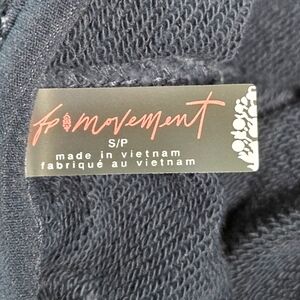 fp movement
S/P
made in vietnam
fabriqué au vietnam